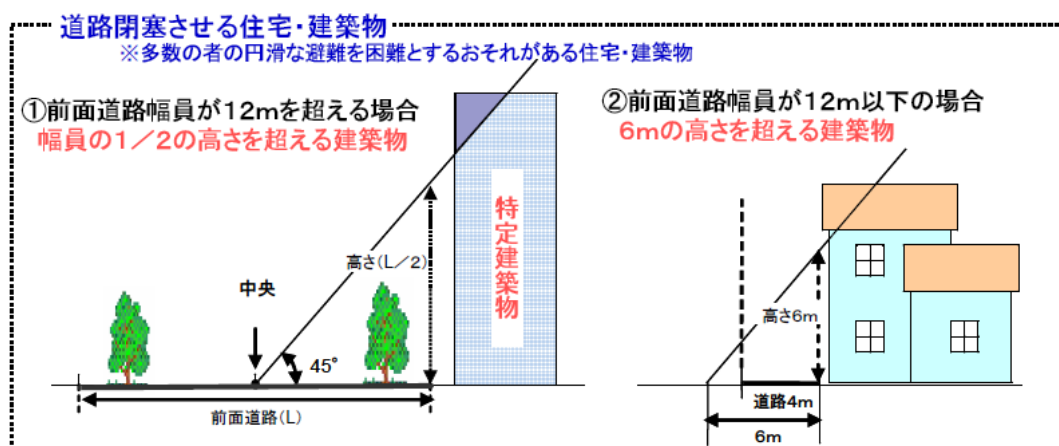 道路閉塞させる住宅・建築物
※多数の者の円滑な避難を困難とするおそれがある住宅・建築物
①前面道路幅員が12mを超える場合
幅員の1/2の高さを超える建築物
高さ(L/2)
中央
45°
前面道路(L)
特定建築物
②前面道路幅員が12m以下の場合
6mの高さを超える建築物
高さ6m
道路4m
6m